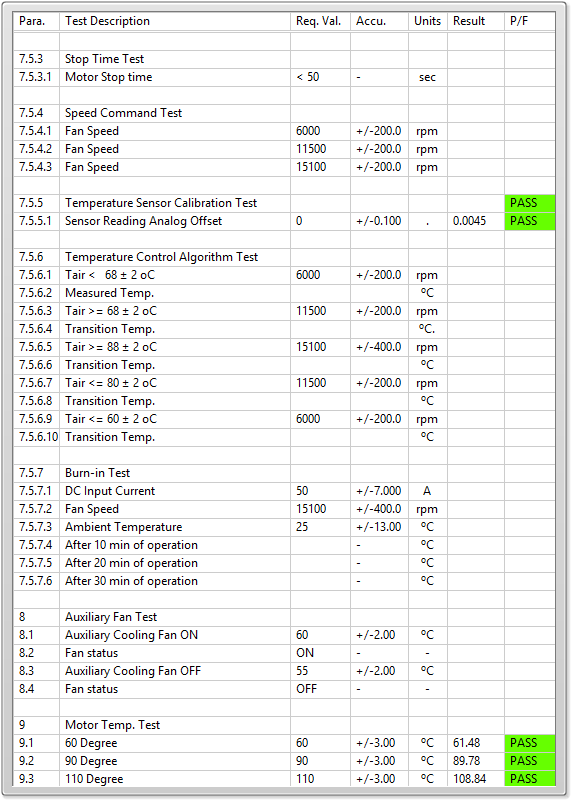 Para. Test Description Req. Val. Accu. Units Result P/F
7.5.3 Stop Time Test
7.5.3.1 Motor Stop time < 50 - sec
7.5.4 Speed Command Test
7.5.4.1 Fan Speed 6000 +/-200.0 rpm
7.5.4.2 Fan Speed 11500 +/-200.0 rpm
7.5.4.3 Fan Speed 15100 +/-200.0 rpm
7.5.5 Temperature Sensor Calibration Test PASS
7.5.5.1 Sensor Reading Analog Offset 0 +/-0.100 . 0.0045 PASS
7.5.6 Temperature Control Algorithm Test
7.5.6.1 Tair < 68 ± 2 oC 6000 +/-200.0 rpm
7.5.6.2 Measured Temp. ºC
7.5.6.3 Tair >= 68 ± 2 oC 11500 +/-200.0 rpm
7.5.6.4 Transition Temp. ºC.
7.5.6.5 Tair >= 88 ± 2 oC 15100 +/-400.0 rpm
7.5.6.6 Transition Temp. ºC
7.5.6.7 Tair <= 80 ± 2 oC 11500 +/-200.0 rpm
7.5.6.8 Transition Temp. ºC
7.5.6.9 Tair <= 60 ± 2 oC 6000 +/-200.0 rpm
7.5.6.10 Transition Temp. ºC
7.5.7 Burn-in Test
7.5.7.1 DC Input Current 50 +/-7.000 A
7.5.7.2 Fan Speed 15100 +/-400.0 rpm
7.5.7.3 Ambient Temperature 25 +/-13.00 ºC
7.5.7.4 After 10 min of operation - ºC
7.5.7.5 After 20 min of operation - ºC
7.5.7.6 After 30 min of operation - ºC
8 Auxiliary Fan Test
8.1 Auxiliary Cooling Fan ON 60 +/-2.00 ºC
8.2 Fan status ON - -
8.3 Auxiliary Cooling Fan OFF 55 +/-2.00 ºC
8.4 Fan status OFF - -
9 Motor Temp. Test
9.1 60 Degree 60 +/-3.00 ºC 61.48 PASS
9.2 90 Degree 90 +/-3.00 ºC 89.78 PASS
9.3 110 Degree 110 +/-3.00 ºC 108.84 PASS